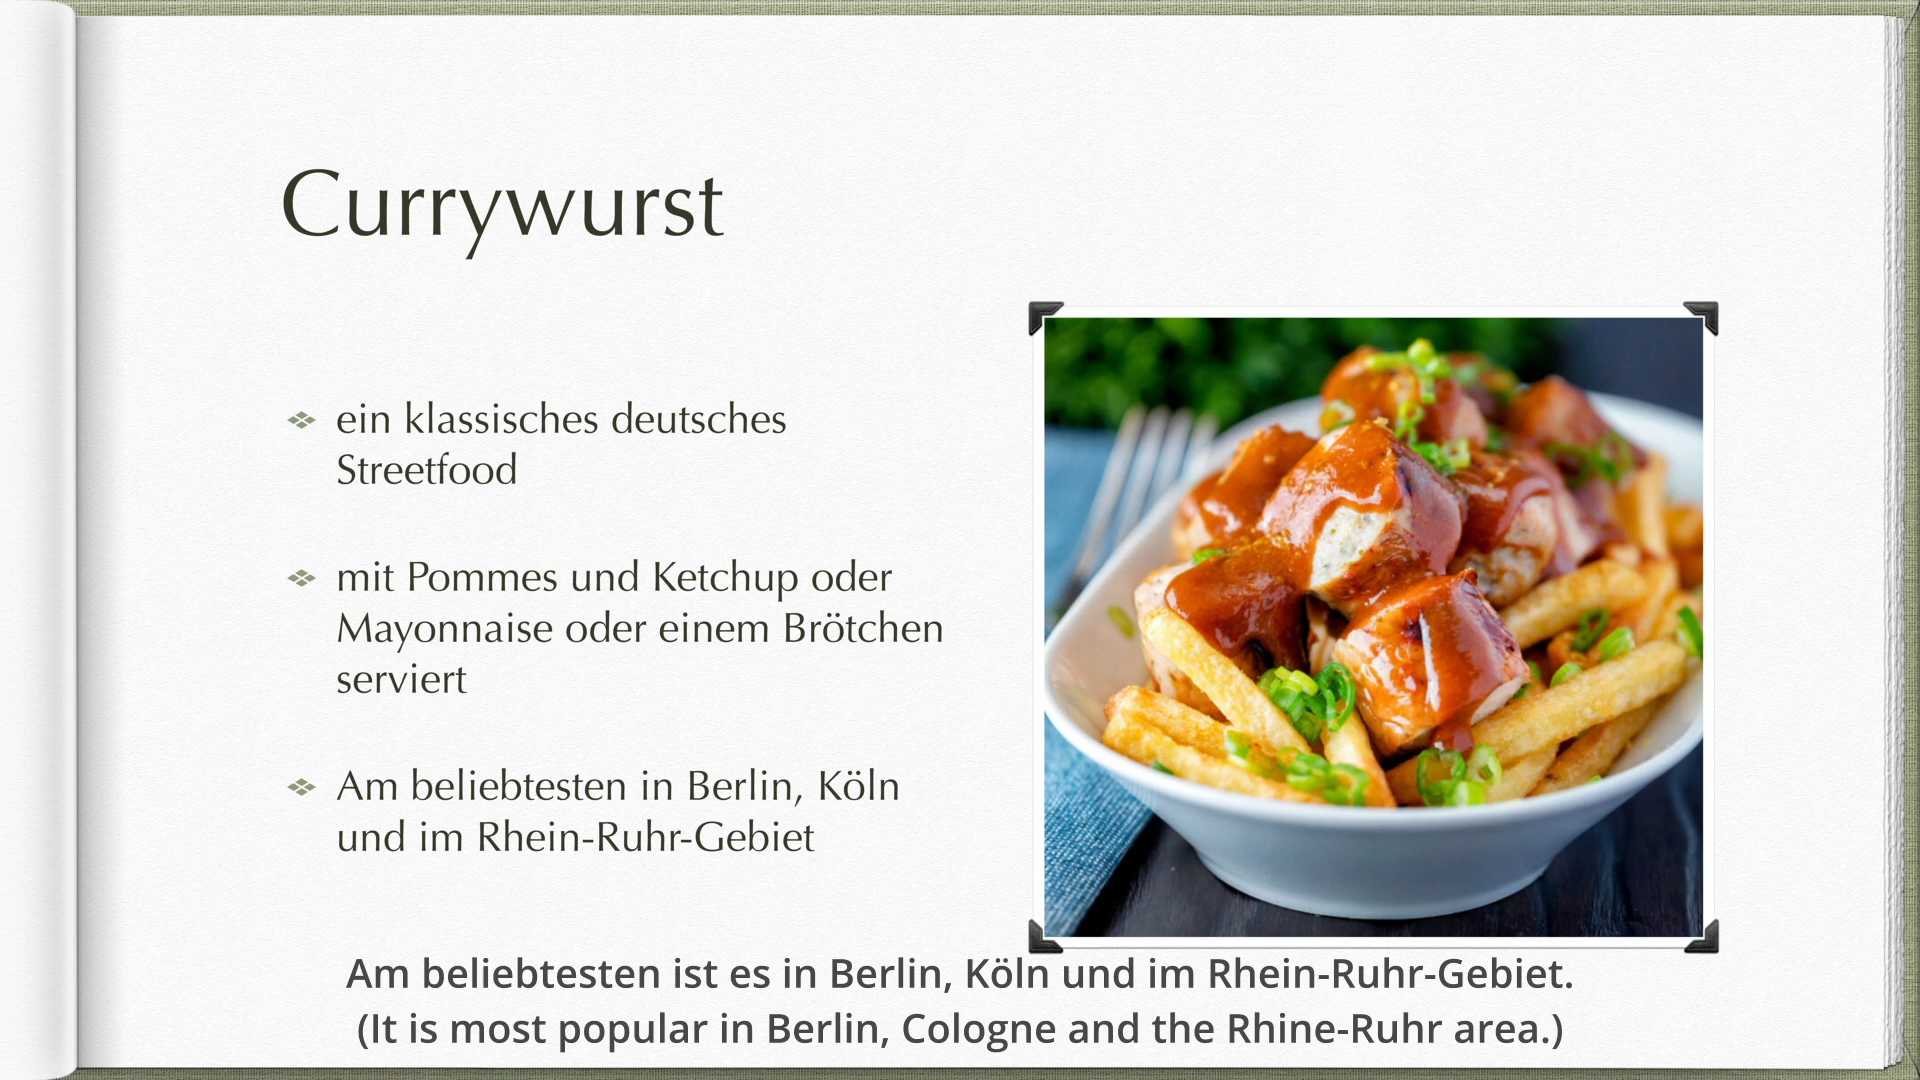 Currywurst
ein klassisches deutsches
Streetfood
mit Pommes und Ketchup oder
Mayonnaise oder einem Brötchen
serviert
Am beliebtesten in Berlin, Köln
und im Rhein-Ruhr-Gebiet
Am beliebtesten ist es in Berlin, Köln und im Rhein-Ruhr-Gebiet.
(It is most popular in Berlin, Cologne and the Rhine-Ruhr area.)